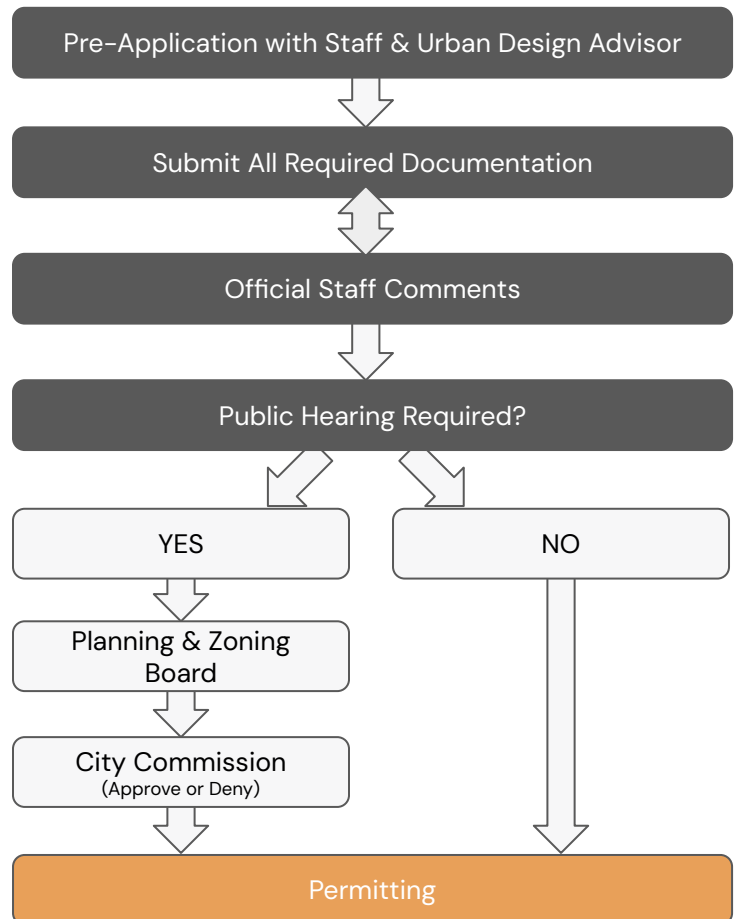 Pre-Application with Staff & Urban Design Advisor
Submit All Required Documentation
Official Staff Comments
Public Hearing Required?
YES
NO
Planning & Zoning
Board
City Commission
(Approve or Deny)
Permitting